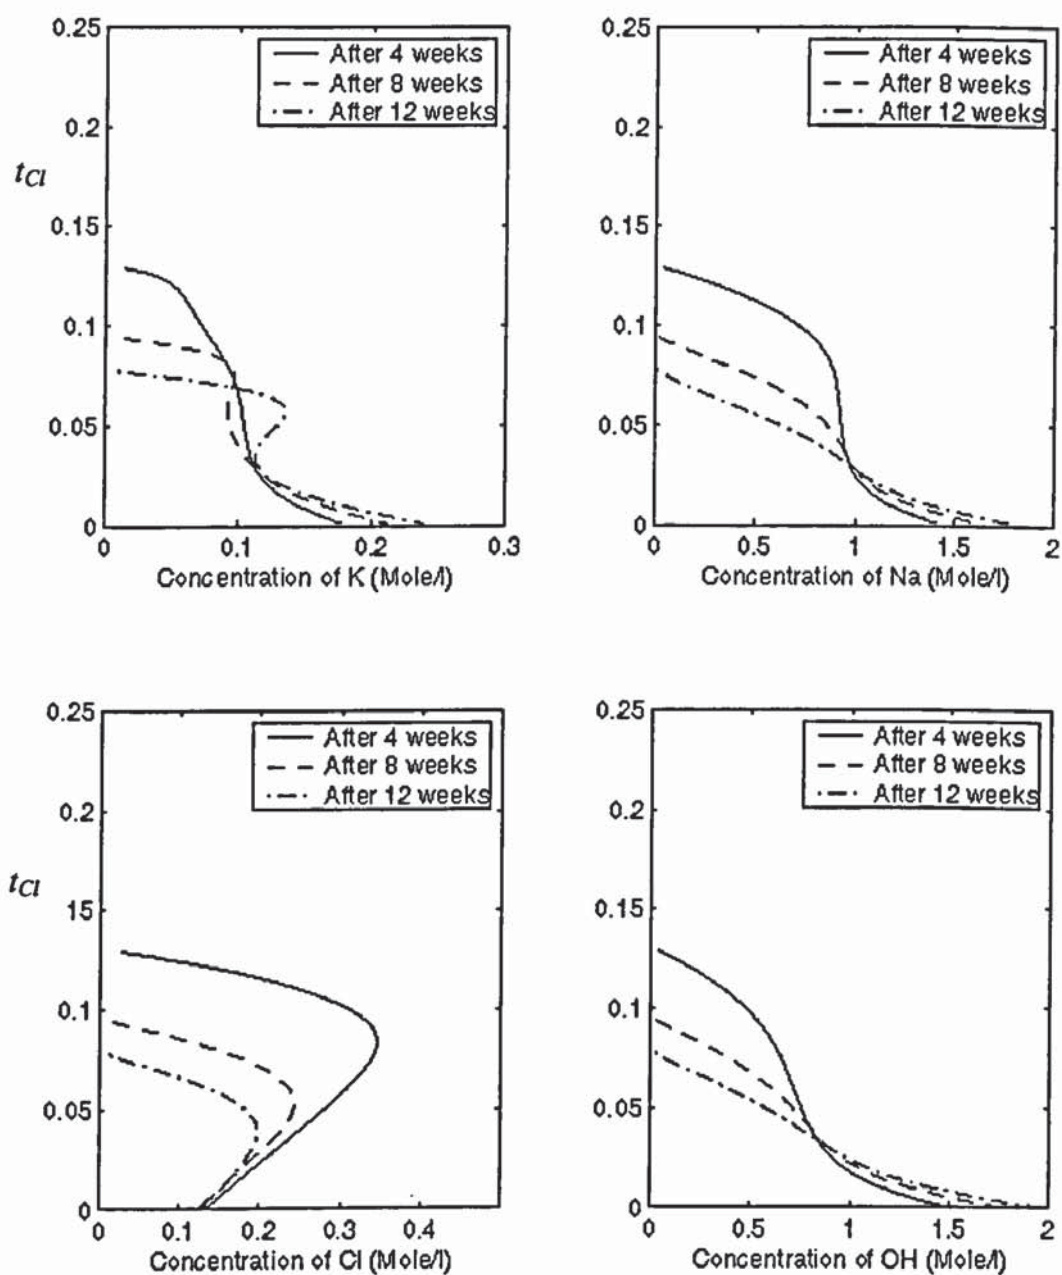 0.25
After 4 weeks
After 8 weeks
After 12 weeks
0.2
t_Cl
0.15
0.1
0.05
0
0 0.1 0.2 0.3
Concentration of K (Mole/l)
0.25
After 4 weeks
After 8 weeks
After 12 weeks
0.2
0.15
0.1
0.05
0
0 0.5 1 1.5 2
Concentration of Na (Mole/l)
0.25
After 4 weeks
After 8 weeks
After 12 weeks
0.2
t_Cl
15
0.1
0.05
0
0 0.1 0.2 0.3 0.4
Concentration of Cl (Mole/l)
0.25
After 4 weeks
After 8 weeks
After 12 weeks
0.2
0.15
0.1
0.05
0
0 0.5 1 1.5 2
Concentration of OH (Mole/l)